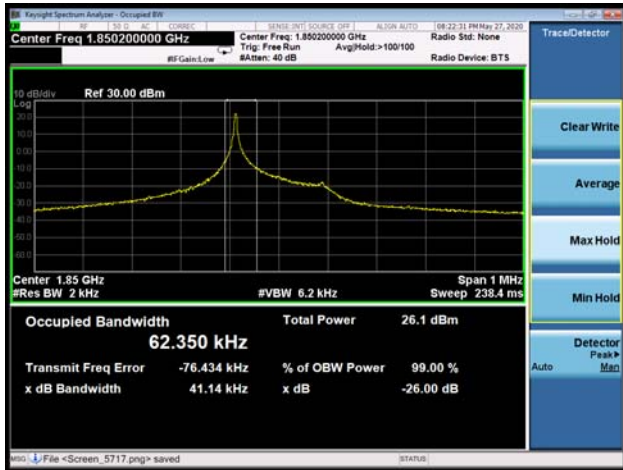 Keysight Spectrum Analyzer - Occupied BW
RF 50 Ω AC CORREC SENSE:INT SOURCE OFF ALIGN AUTO 08:22:31 PM May 27, 2020
Center Freq 1.850200000 GHz
Center Freq: 1.850200000 GHz
Radio Std: None
Trig: Free Run Avg|Hold:>100/100
#IFGain:Low #Atten: 40 dB Radio Device: BTS
Trace/Detector
10 dB/div Ref 30.00 dBm
Log
20.0
10.0
0.00
-10.0
-20.0
-30.0
-40.0
-50.0
-60.0
Center 1.85 GHz Span 1 MHz
#Res BW 2 kHz #VBW 6.2 kHz Sweep 238.4 ms
Occupied Bandwidth Total Power 26.1 dBm
62.350 kHz
Transmit Freq Error -76.434 kHz % of OBW Power 99.00 %
x dB Bandwidth 41.14 kHz x dB -26.00 dB
Clear Write
Average
Max Hold
Min Hold
Detector
Peak▶
Auto Man
MSG File <Screen_5717.png> saved STATUS